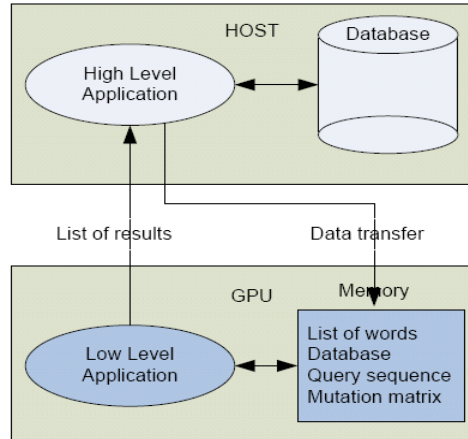 HOST
Database
High Level
Application
List of results
Data transfer
GPU
Memory
Low Level
Application
List of words
Database
Query sequence
Mutation matrix